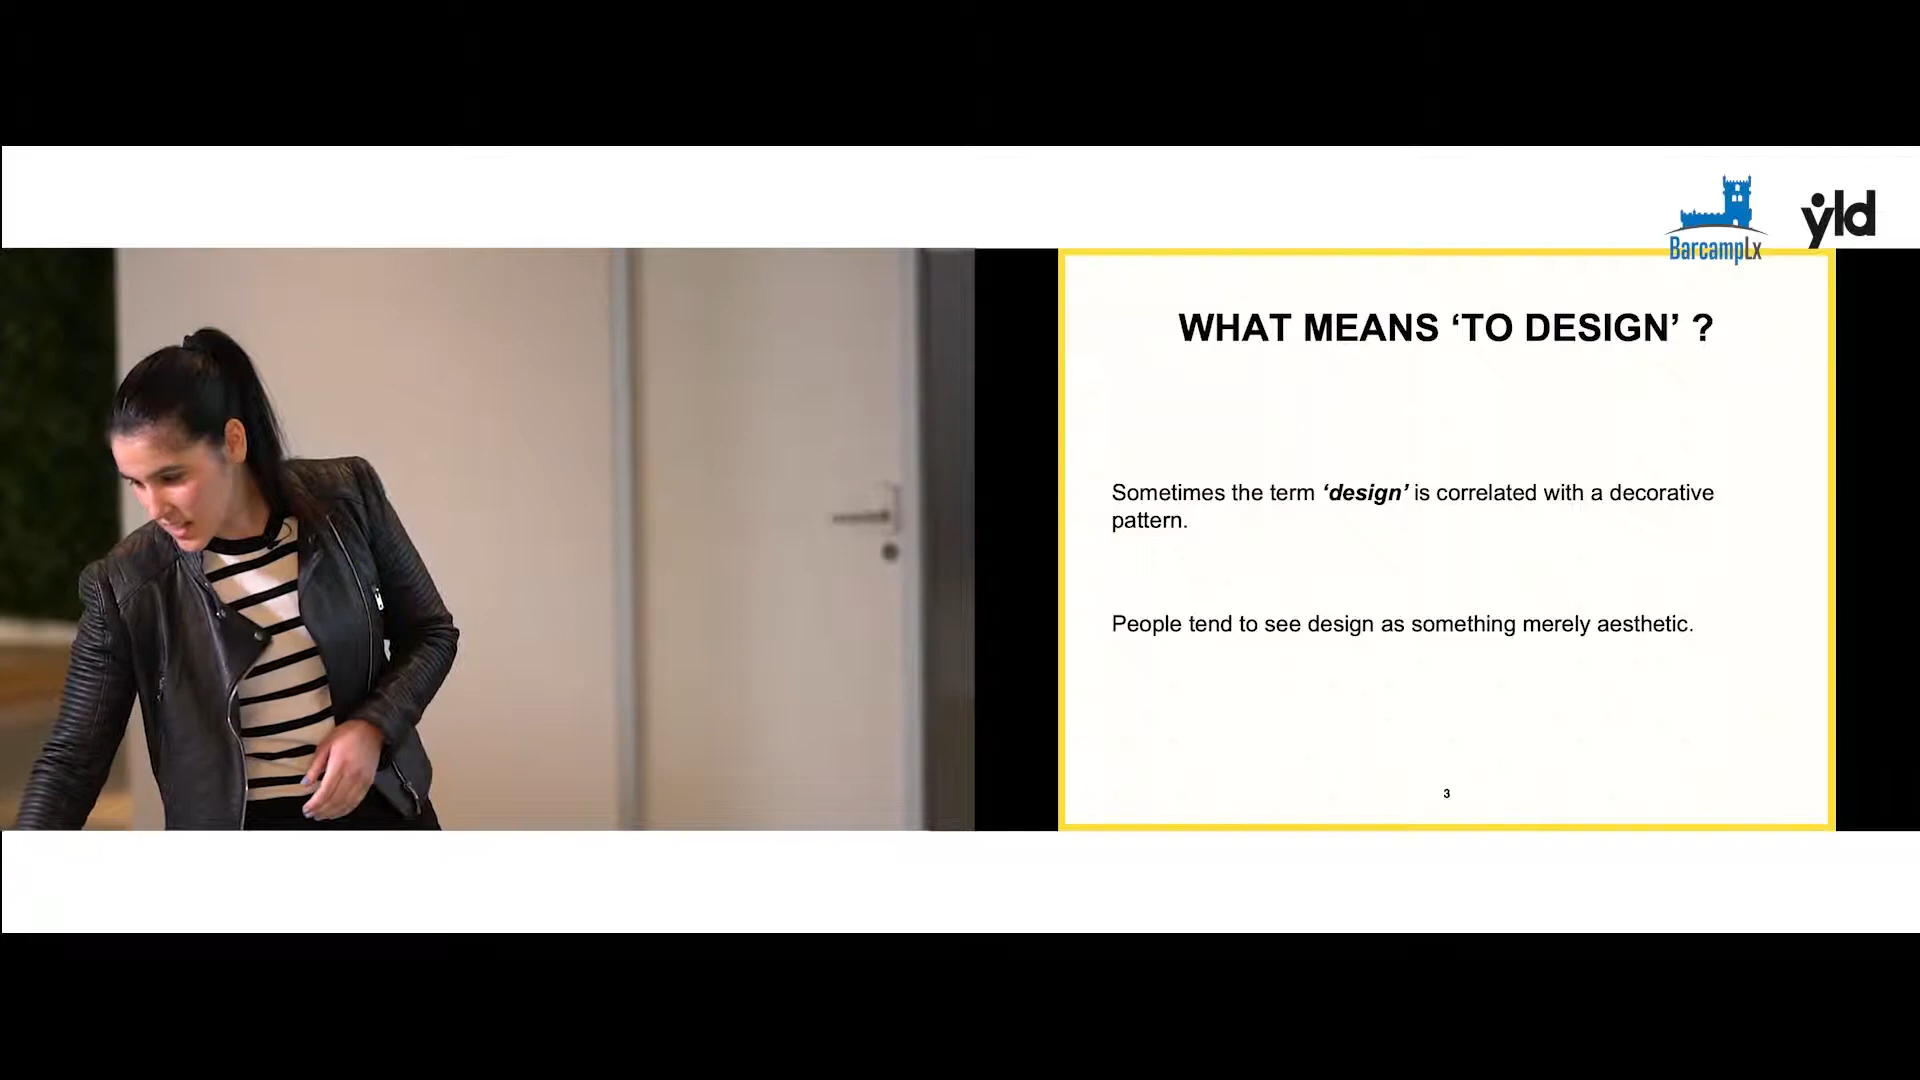 BarcampLx
yld
WHAT MEANS ‘TO DESIGN’ ?
Sometimes the term ‘design’ is correlated with a decorative
pattern.
People tend to see design as something merely aesthetic.
3